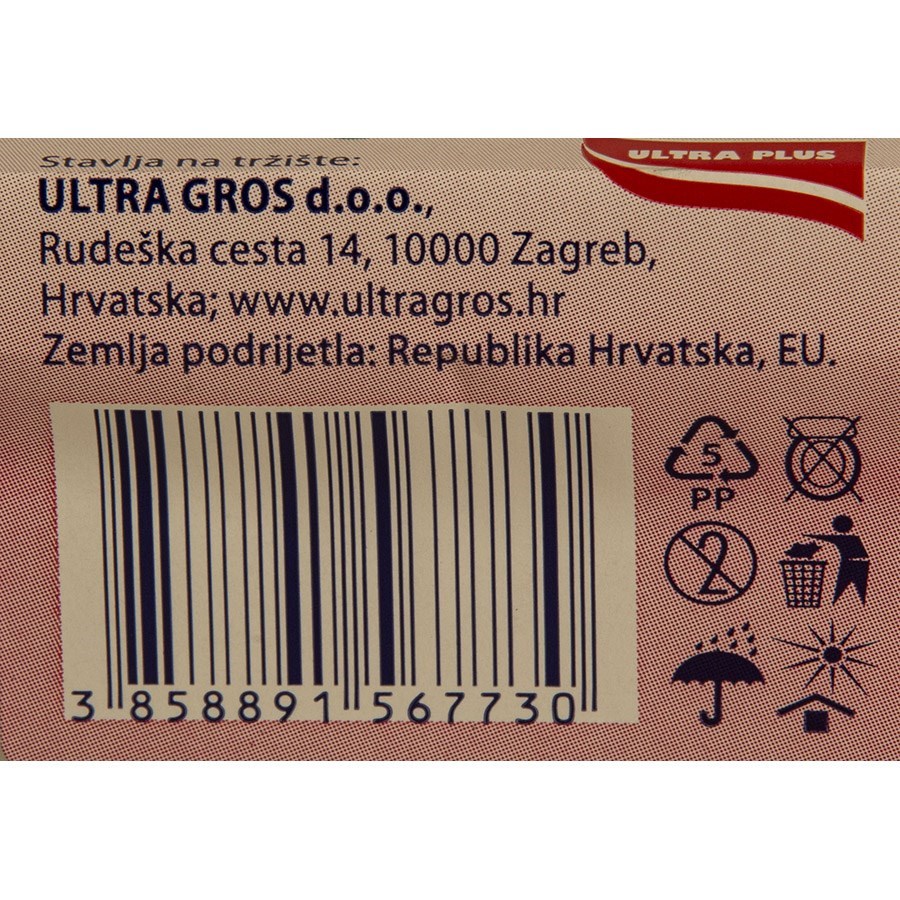 Stavlja na tržište:
ULTRA PLUS
ULTRA GROS d.o.o.,
Rudeška cesta 14, 10000 Zagreb,
Hrvatska; www.ultragros.hr
Zemlja podrijetla: Republika Hrvatska, EU.
5
PP
2
3 858891 567730